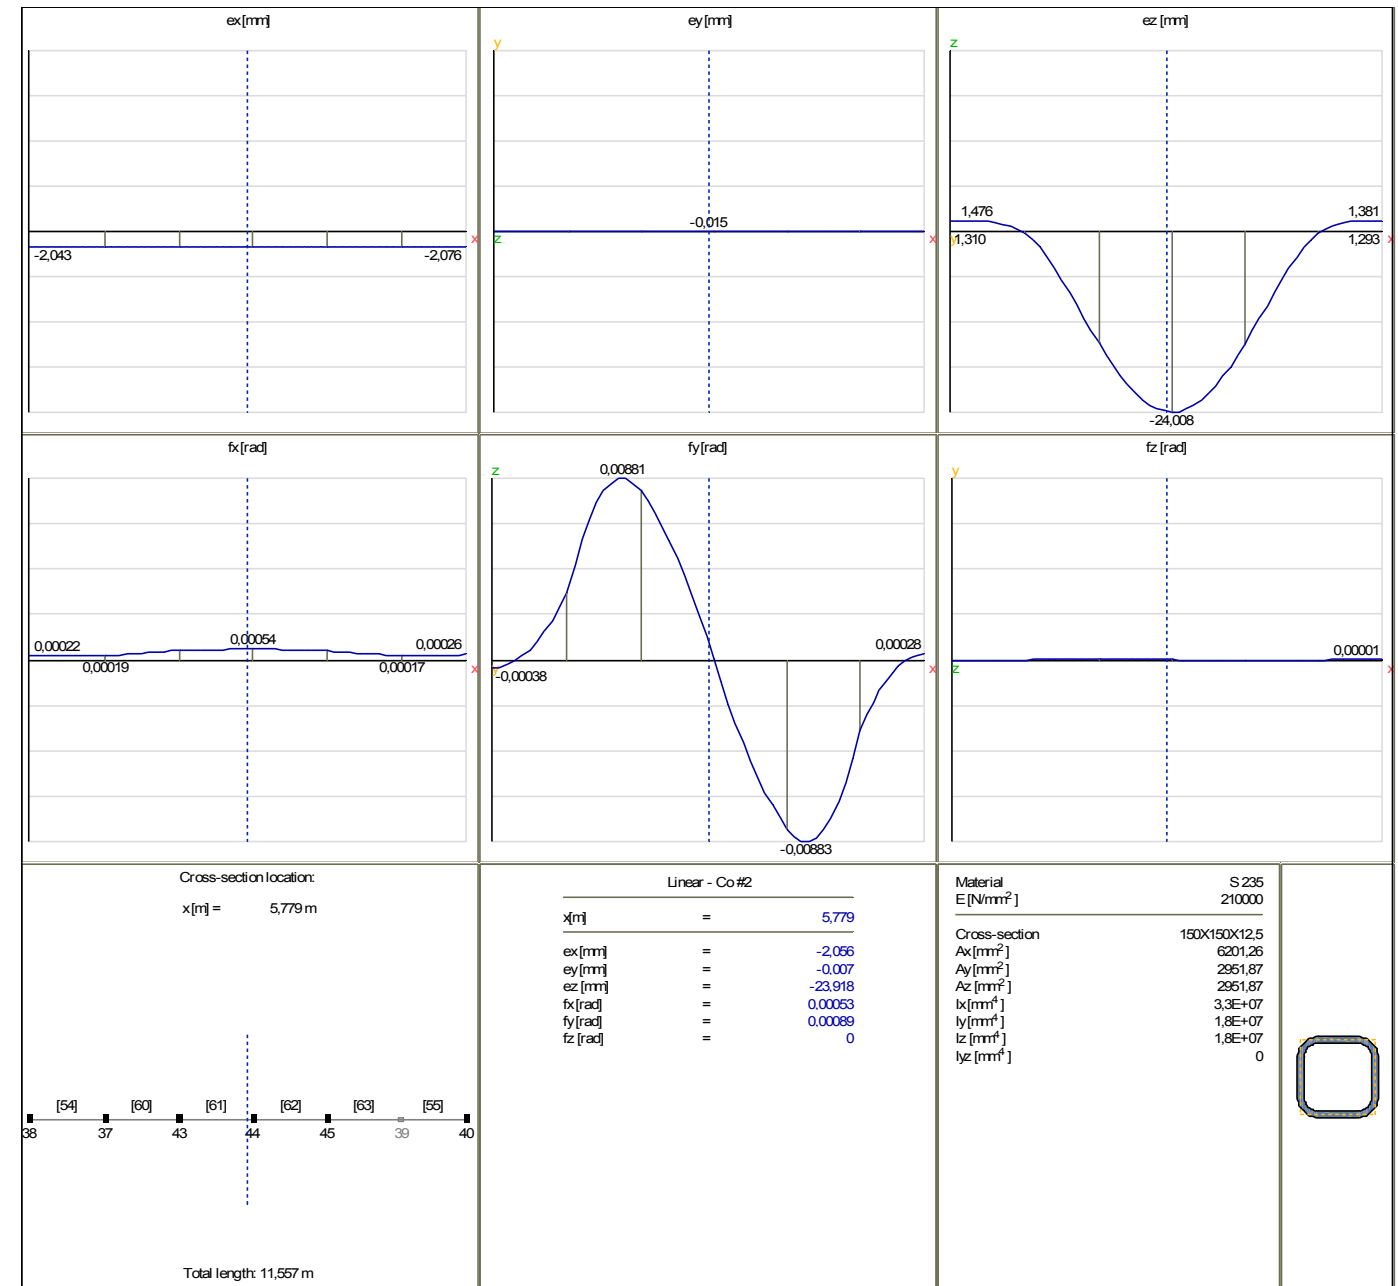 ex [mm]
-2,043
-2,076
x
ey [mm]
y
-0,015
z
x
ez [mm]
z
1,476
1,381
y
1,310
1,293
x
fx [rad]
0,00022
0,00054
0,00026
0,00019
0,00017
x
fy [rad]
z
0,00881
0,00028
y
-0,00038
x
-0,00883
fz [rad]
y
0,00001
z
x
-24,008
Cross-section location:
x [m] = 5,779 m
[54] [60] [61] [62] [63] [55]
38 37 43 44 45 39 40
Total length: 11,557 m
Linear - Co #2
x[m] = 5,779
ex [mm] = -2,056
ey [mm] = -0,007
ez [mm] = -23,918
fx [rad] = 0,00053
fy [rad] = 0,00089
fz [rad] = 0
Material S 235
E [N/mm²] 210000
Cross-section 150X150X12,5
Ax [mm²] 6201,26
Ay [mm²] 2951,87
Az [mm²] 2951,87
Ix [mm⁴] 3,3E+07
Iy [mm⁴] 1,8E+07
Iz [mm⁴] 1,8E+07
Iyz [mm⁴] 0